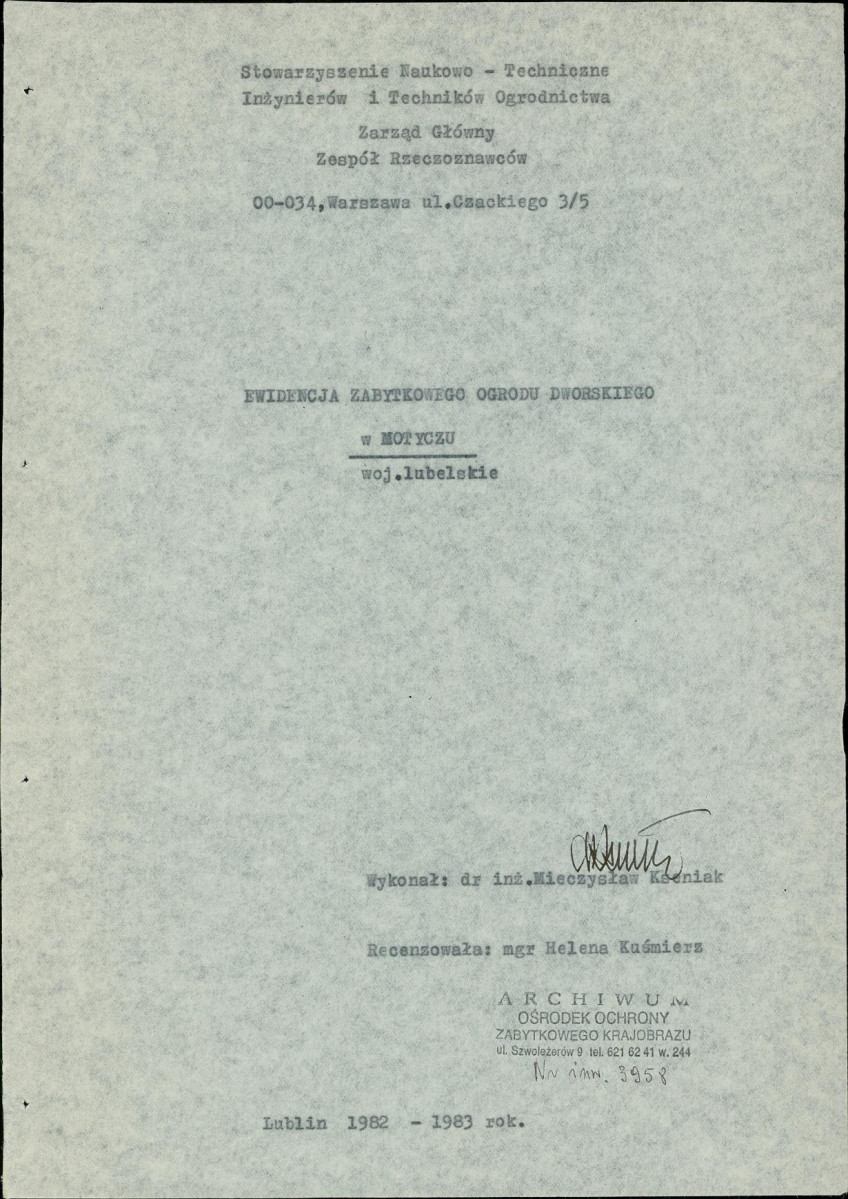 Stowarzyszenie Naukowo - Techniczne
Inżynierów i Techników Ogrodnictwa
Zarząd Główny
Zespół Rzeczoznawców
00-034,Warszawa ul.Czackiego 3/5
EWIDENCJA ZABYTKOWEGO OGRODU DWORSKIEGO
w MOTYCZU
woj.lubelskie
Wykonał: dr inż.Mieczysław Kseniak
Recenzowała: mgr Helena Kuśmierz
ARCHIWUM
OŚRODEK OCHRONY
ZABYTKOWEGO KRAJOBRAZU
ul. Szwoleżerów 9 tel. 621 62 41 w. 244
Nr inw. 3958
Lublin 1982 - 1983 rok.